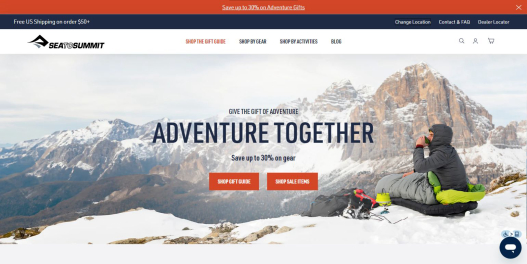 Save up to 30% on Adventure Gifts
Free US Shipping on order $50+
Change Location
Contact & FAQ
Dealer Locator
SEA TO SUMMIT
SHOP THE GIFT GUIDE
SHOP BY GEAR
SHOP BY ACTIVITIES
BLOG
GIVE THE GIFT OF ADVENTURE
ADVENTURE TOGETHER
Save up to 30% on gear
SHOP GIFT GUIDE
SHOP SALE ITEMS